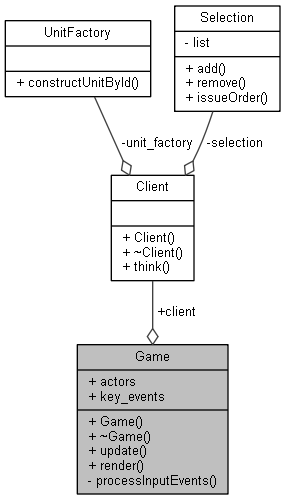 UnitFactory
+ constructUnitById()
Selection
- list
+ add()
+ remove()
+ issueOrder()
-unit_factory
-selection
Client
+ Client()
+ ~Client()
+ think()
+client
Game
+ actors
+ key_events
+ Game()
+ ~Game()
+ update()
+ render()
- processInputEvents()